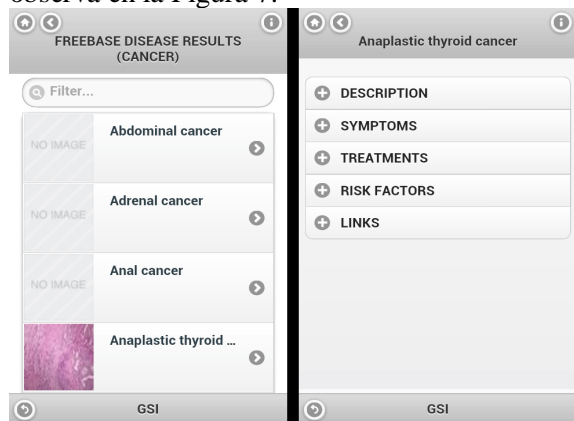 observa en la Figura 7.
FREEBASE DISEASE RESULTS
(CANCER)
Filter...
NO IMAGE
Abdominal cancer
NO IMAGE
Adrenal cancer
NO IMAGE
Anal cancer
Anaplastic thyroid ...
GSI
Anaplastic thyroid cancer
DESCRIPTION
SYMPTOMS
TREATMENTS
RISK FACTORS
LINKS
GSI